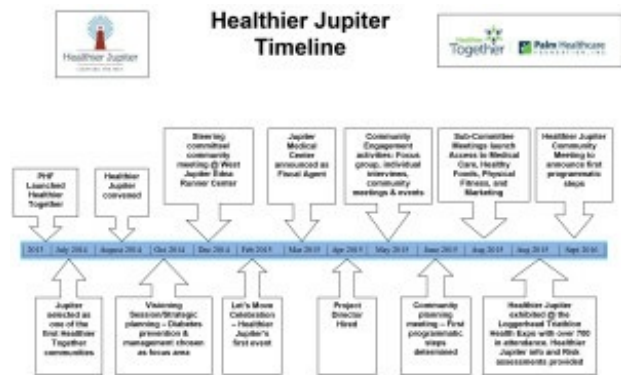 Healthier Jupiter
Timeline
Healthier Jupiter
Healthier
Together
Palm Healthcare
FOUNDATION, INC.
PHF
Launched
Healthier
Together
Healthier
Jupiter
convened
Steering
committee/
community
meeting @ West
Jupiter Edna
Runner Center
Jupiter
Medical
Center
announced as
Fiscal Agent
Community
Engagement
activities: Focus
group, individual
interviews,
community
meetings & events
Sub-Committee
Meetings launch
Access to Medical
Care, Healthy
Foods, Physical
Fitness, and
Marketing
Healthier Jupiter
Community
Meeting to
announce first
programmatic
steps
July 2014
August 2014
Oct 2014
Dec 2014
Feb 2015
Mar 2015
Apr 2015
May 2015
June 2015
Aug 2015
Aug 2015
Sept 2016
Jupiter
selected as
one of the
first Healthier
Together
communities
Visioning
Session/Strategic
planning – Diabetes
prevention &
management chosen
as focus area
Let's Move
Celebration
– Healthier
Jupiter's
first event
Project
Director
Hired
Community
planning
meeting – First
programmatic
steps
determined
Healthier Jupiter
exhibited @ the
Loggerhead Triathlon
Health Expo with over 700
in attendance. Healthier
Jupiter info and Risk
assessments provided